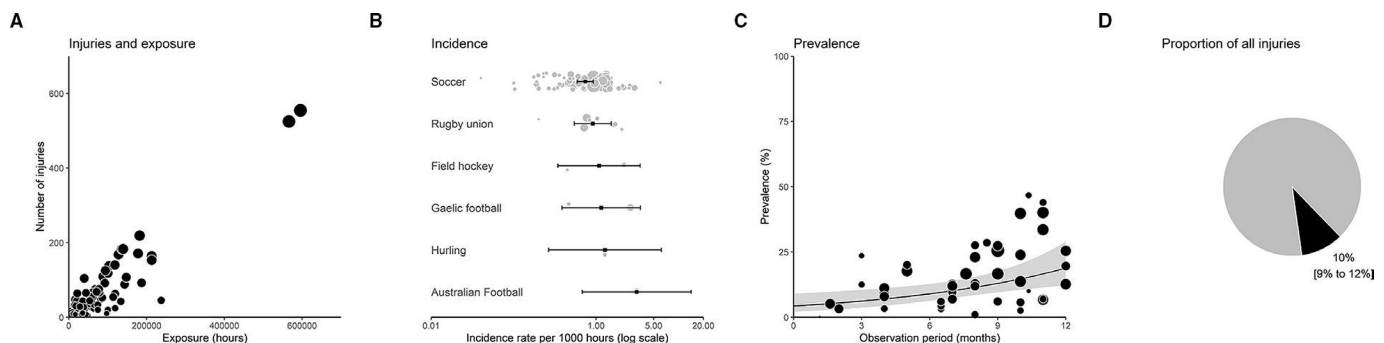 A
Injuries and exposure
Number of injuries
600
400
200
0
0
200000
400000
600000
Exposure (hours)
B
Incidence
Soccer
Rugby union
Field hockey
Gaelic football
Hurling
Australian Football
0.01
1.00
5.00
20.00
Incidence rate per 1000 hours (log scale)
C
Prevalence
Prevalence (%)
100
75
50
25
0
0
3
6
9
12
Observation period (months)
D
Proportion of all injuries
10%
[9% to 12%]